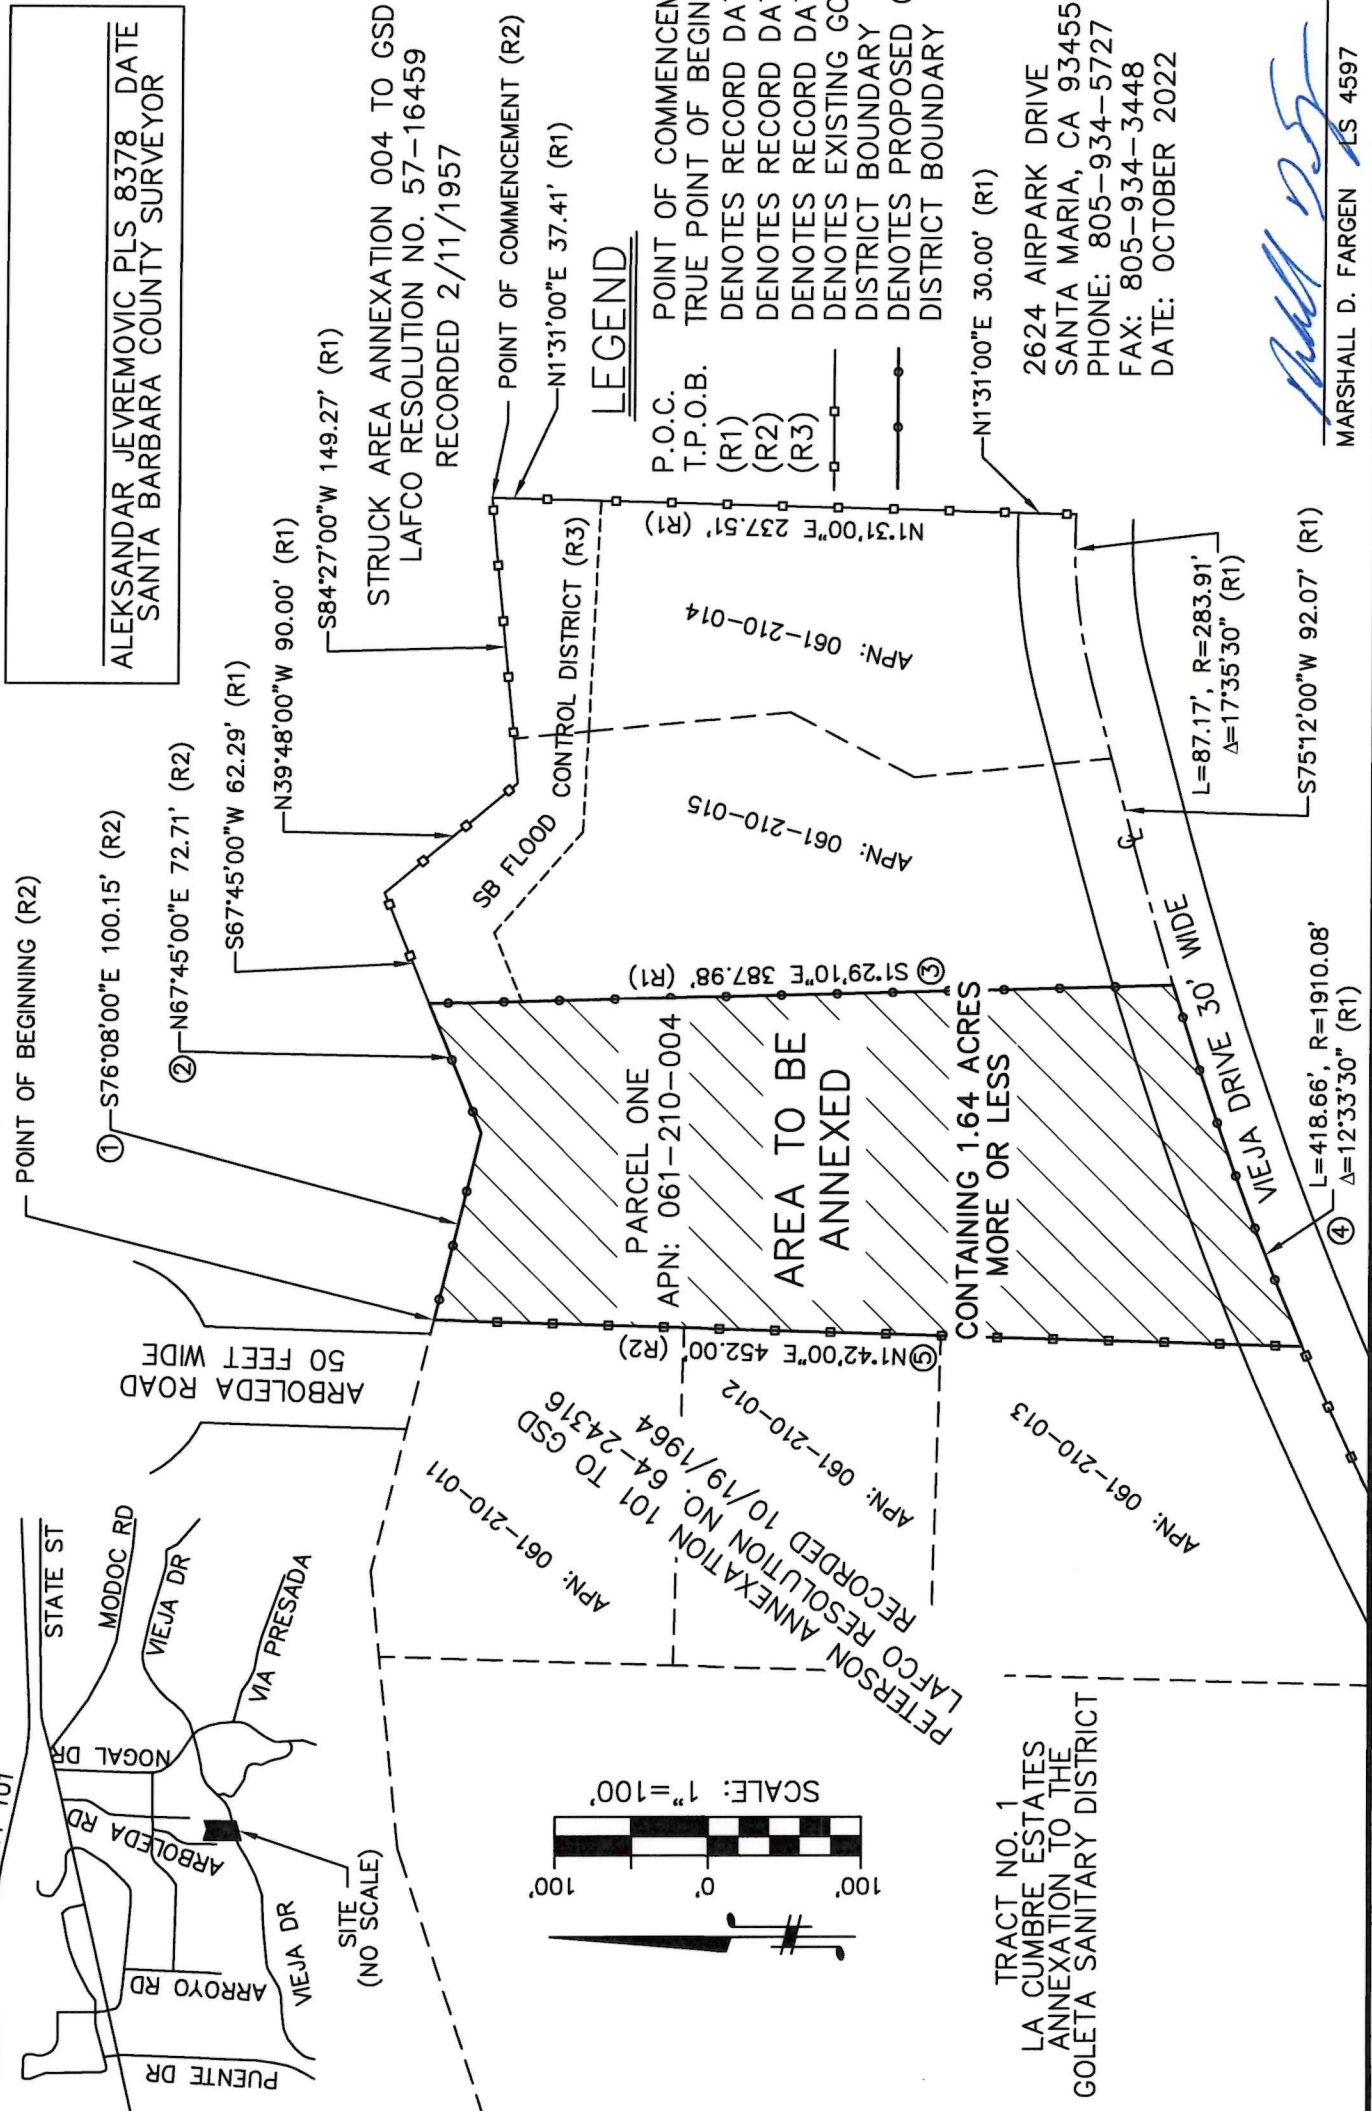 ALEKSANDAR JEVREMOVIC PLS 8378 DATE
SANTA BARBARA COUNTY SURVEYOR
STRUCK AREA ANNEXATION 004 TO GSD
LAFCO RESOLUTION NO. 57-16459
RECORDED 2/11/1957
POINT OF COMMENCEMENT (R2)
N1°31'00"E 37.41' (R1)
S84°27'00"W 149.27' (R1)
N39°48'00"W 90.00' (R1)
S67°45'00"W 62.29' (R1)
② N67°45'00"E 72.71' (R2)
① S76°08'00"E 100.15' (R2)
POINT OF BEGINNING (R2)
LEGEND
P.O.C.
POINT OF COMMENCEM
T.P.O.B.
TRUE POINT OF BEGIN
(R1)
DENOTES RECORD DA
(R2)
DENOTES RECORD DA
(R3)
DENOTES RECORD DA
DENOTES EXISTING GO
DISTRICT BOUNDARY
DENOTES PROPOSED
DISTRICT BOUNDARY
N1°31'00"E 237.51' (R1)
N1°31'00"E 30.00' (R1)
2624 AIRPARK DRIVE
SANTA MARIA, CA 93455
PHONE: 805-934-5727
FAX: 805-934-3448
DATE: OCTOBER 2022
MARSHALL D. FARGEN LS 4597
SB FLOOD CONTROL DISTRICT (R3)
APN: 061-210-014
APN: 061-210-015
L=87.17', R=283.91'
Δ=17°35'30" (R1)
S75°12'00"W 92.07' (R1)
S1°29'10"E 387.98' (R1)
③
PARCEL ONE
APN: 061-210-004
AREA TO BE
ANNEXED
CONTAINING 1.64 ACRES
MORE OR LESS
VIEJA DRIVE 30' WIDE
L=418.66', R=1910.08'
④ Δ=12°33'30" (R1)
⑤ N1°42'00"E 452.00' (R2)
ARBOLEDA ROAD
50 FEET WIDE
APN: 061-210-011
APN: 061-210-012
APN: 061-210-013
PETERSON ANNEXATION 101 TO GSD
LAFCO RESOLUTION NO. 64-24316
RECORDED 10/19/1964
STATE ST
MODOC RD
VIEJA DR
VIA PRESADA
NOGAL DR
ARBOLEDA RD
ARROYO RD
VIEJA DR
PUENTE DR
101
SITE
(NO SCALE)
SCALE: 1"=100'
100' 0' 100'
TRACT NO. 1
LA CUMBRE ESTATES
ANNEXATION TO THE
GOLETA SANITARY DISTRICT